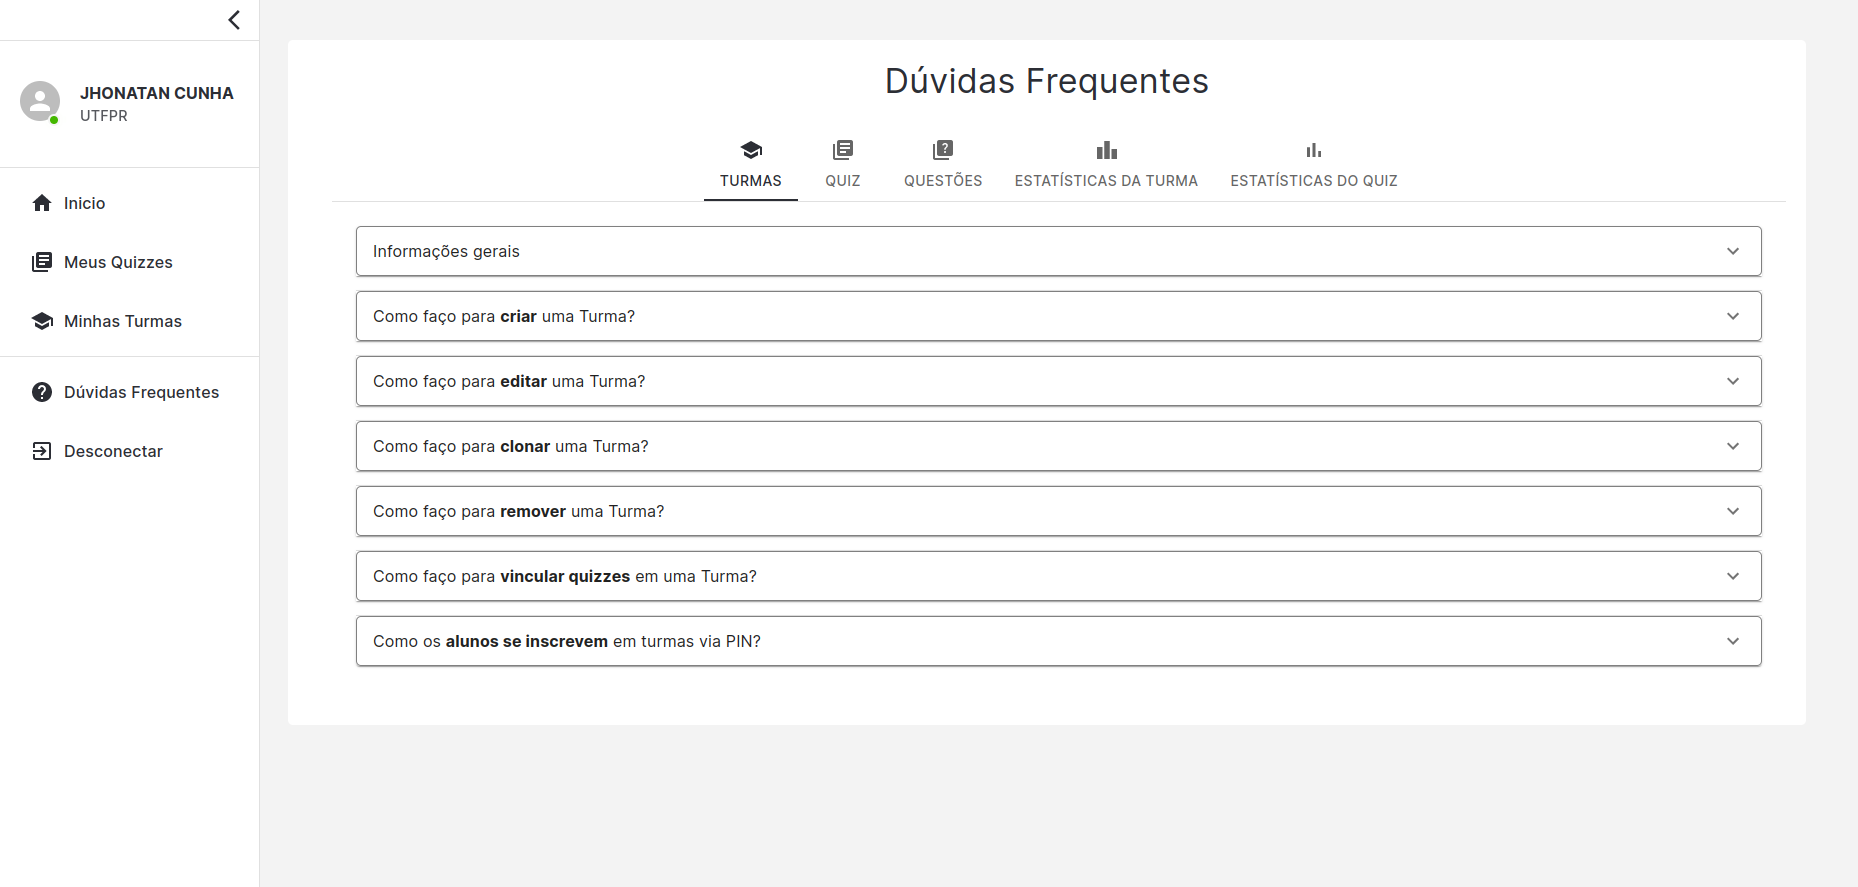 JHONATAN CUNHA
UTFPR
Inicio
Meus Quizzes
Minhas Turmas
Dúvidas Frequentes
Desconectar
Dúvidas Frequentes
TURMAS
QUIZ
QUESTÕES
ESTATÍSTICAS DA TURMA
ESTATÍSTICAS DO QUIZ
Informações gerais
Como faço para criar uma Turma?
Como faço para editar uma Turma?
Como faço para clonar uma Turma?
Como faço para remover uma Turma?
Como faço para vincular quizzes em uma Turma?
Como os alunos se inscrevem em turmas via PIN?